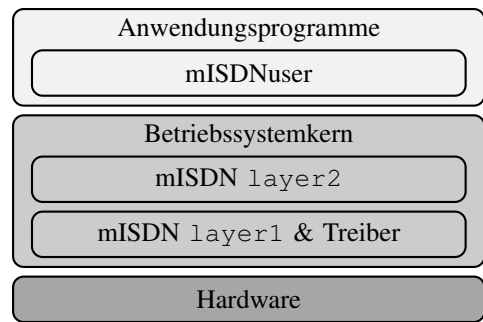 Anwendungsprogramme
mISDNuser
Betriebssystemkern
mISDN layer2
mISDN layer1 & Treiber
Hardware